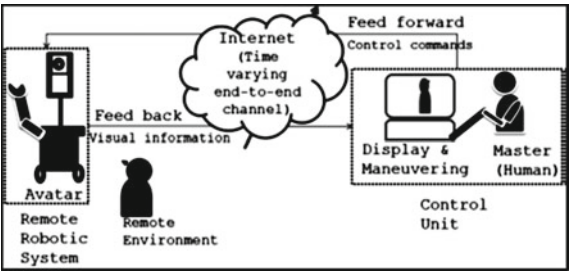 Feed forward
Control commands
Internet
(Time
varying
end-to-end
channel)
Feed back
Visual information
Avatar
Remote
Robotic
System
Remote
Environment
Display &
Maneuvering
Master
(Human)
Control
Unit